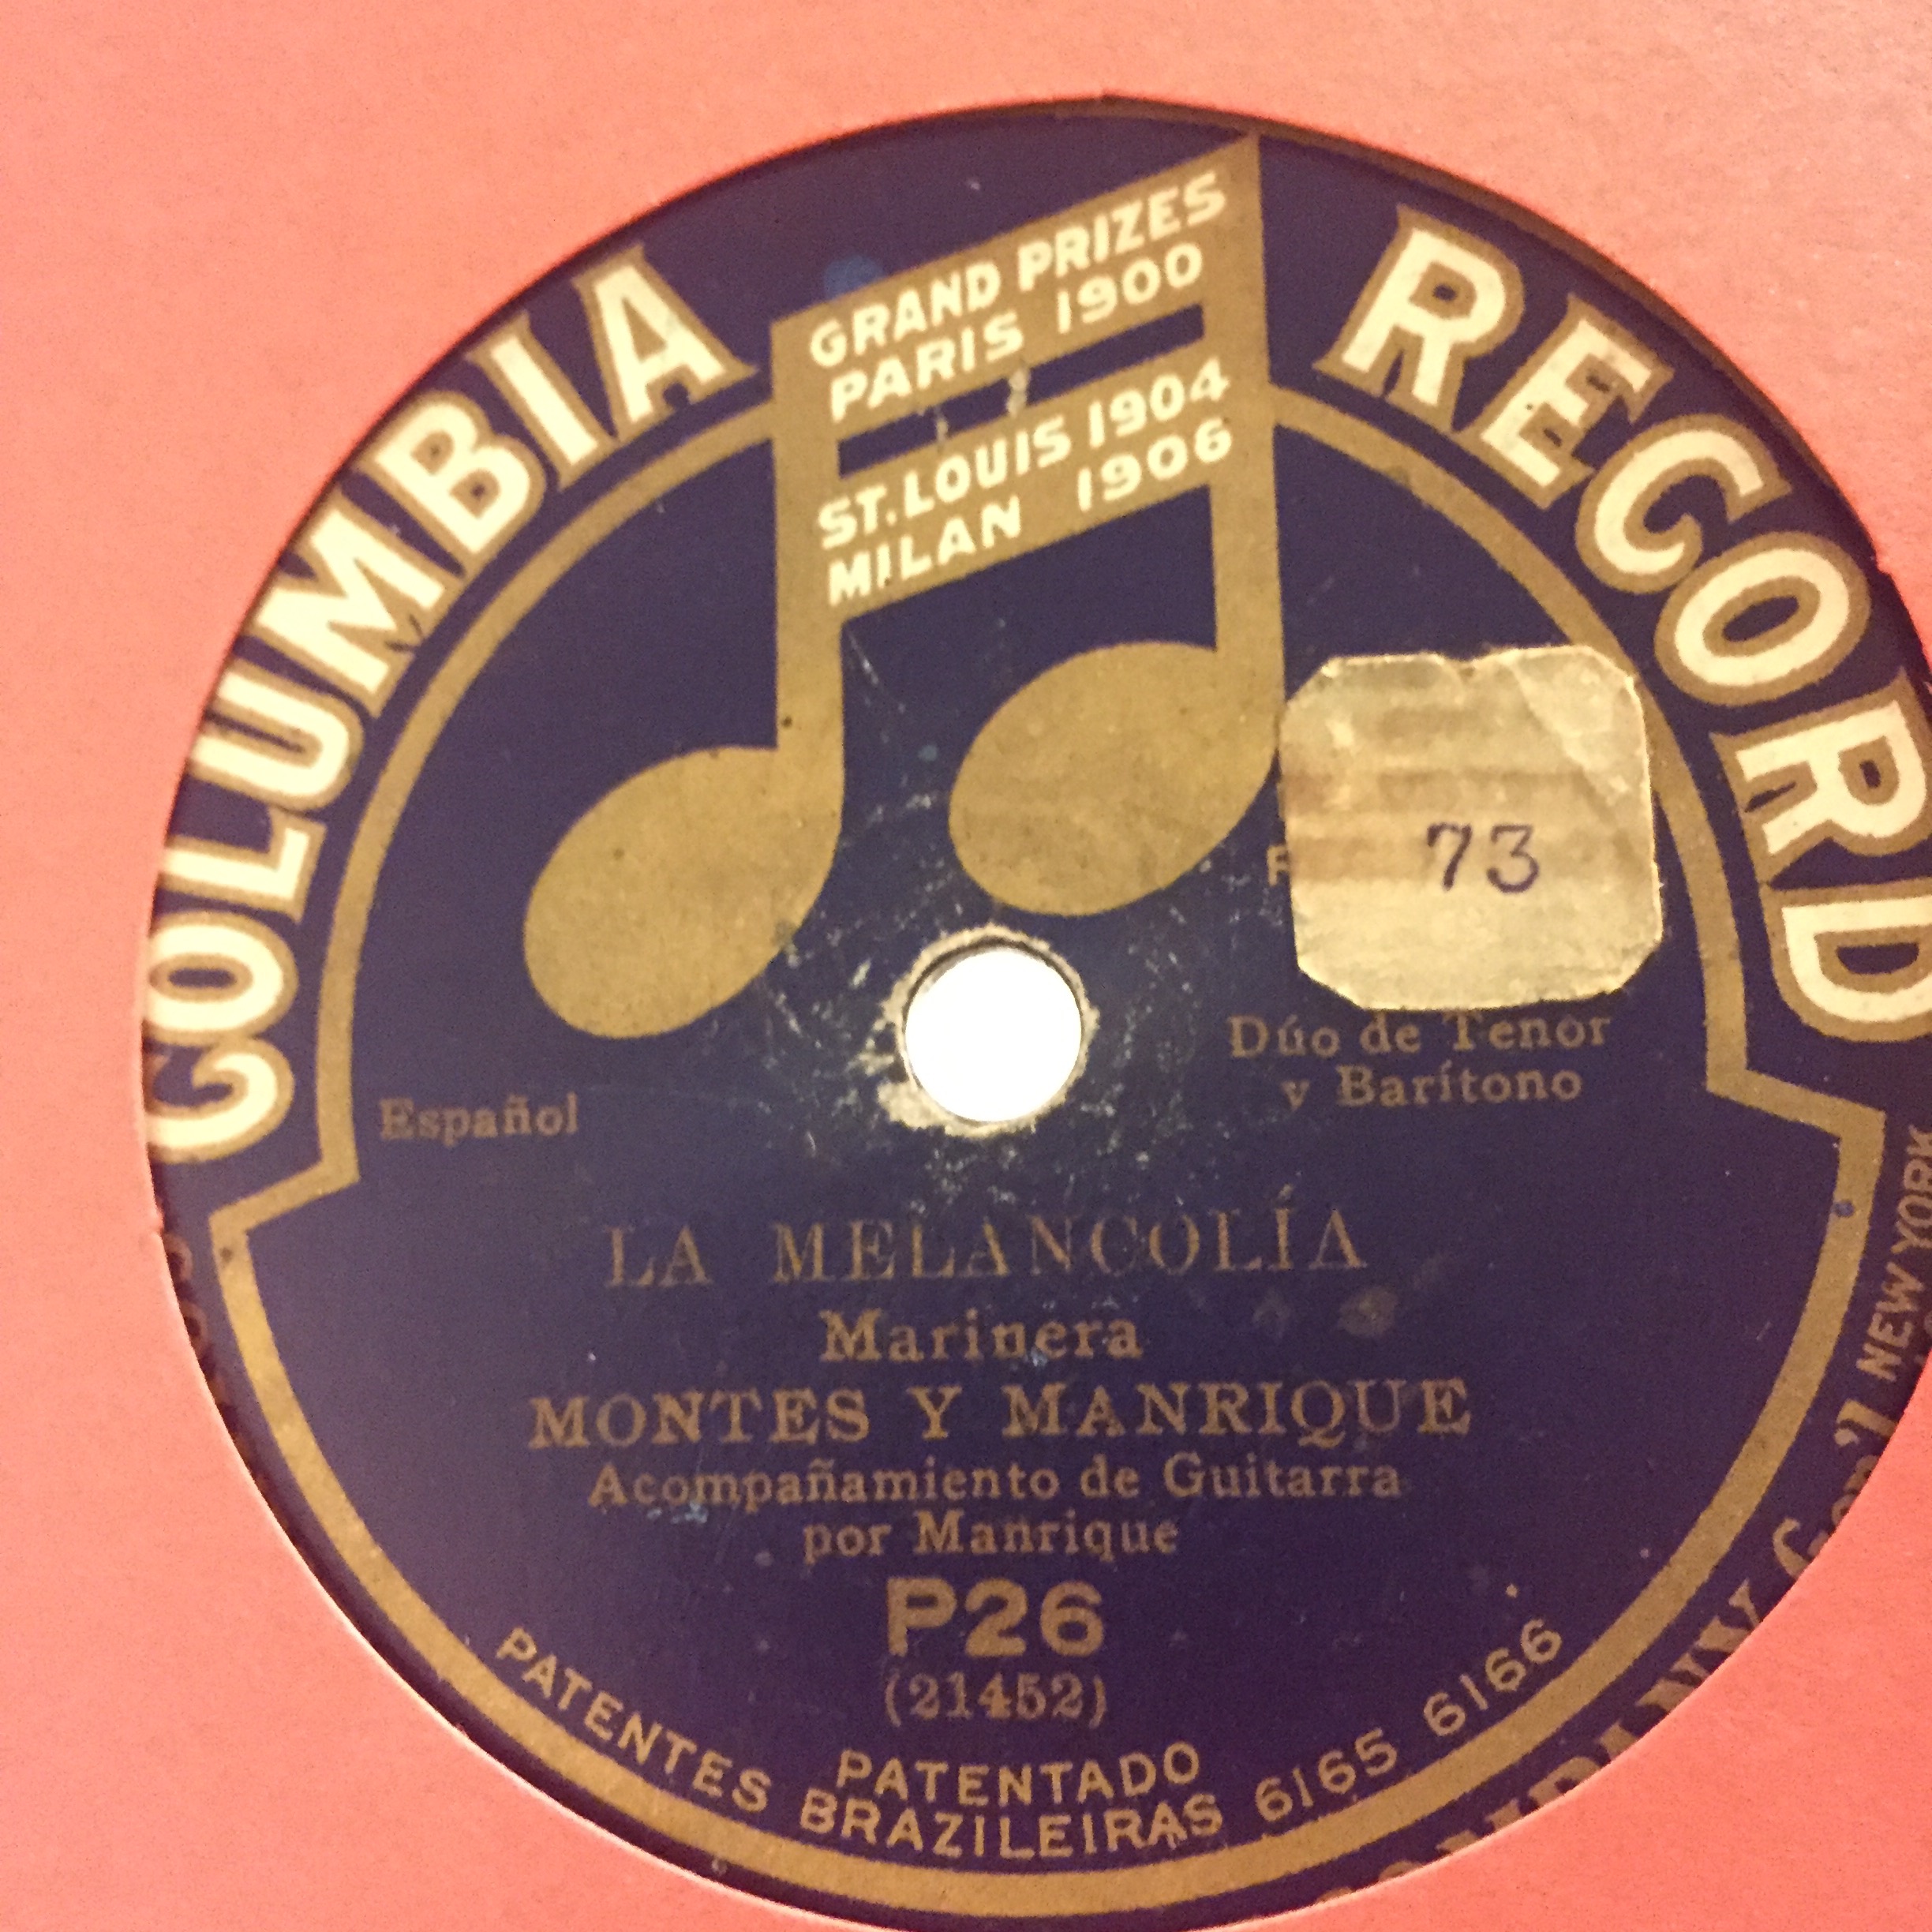 COLUMBIA RECORD
GRAND PRIZES
PARIS 1900
ST. LOUIS 1904
MILAN 1906
73
Dúo de Tenor
y Barítono
Español
LA MELANCOLÍA
Marinera
MONTES Y MANRIQUE
Acompañamiento de Guitarra
por Manrique
P26
(21452)
PATENTADO
PATENTES BRAZILEIRAS 6165 6166
NEW YORK